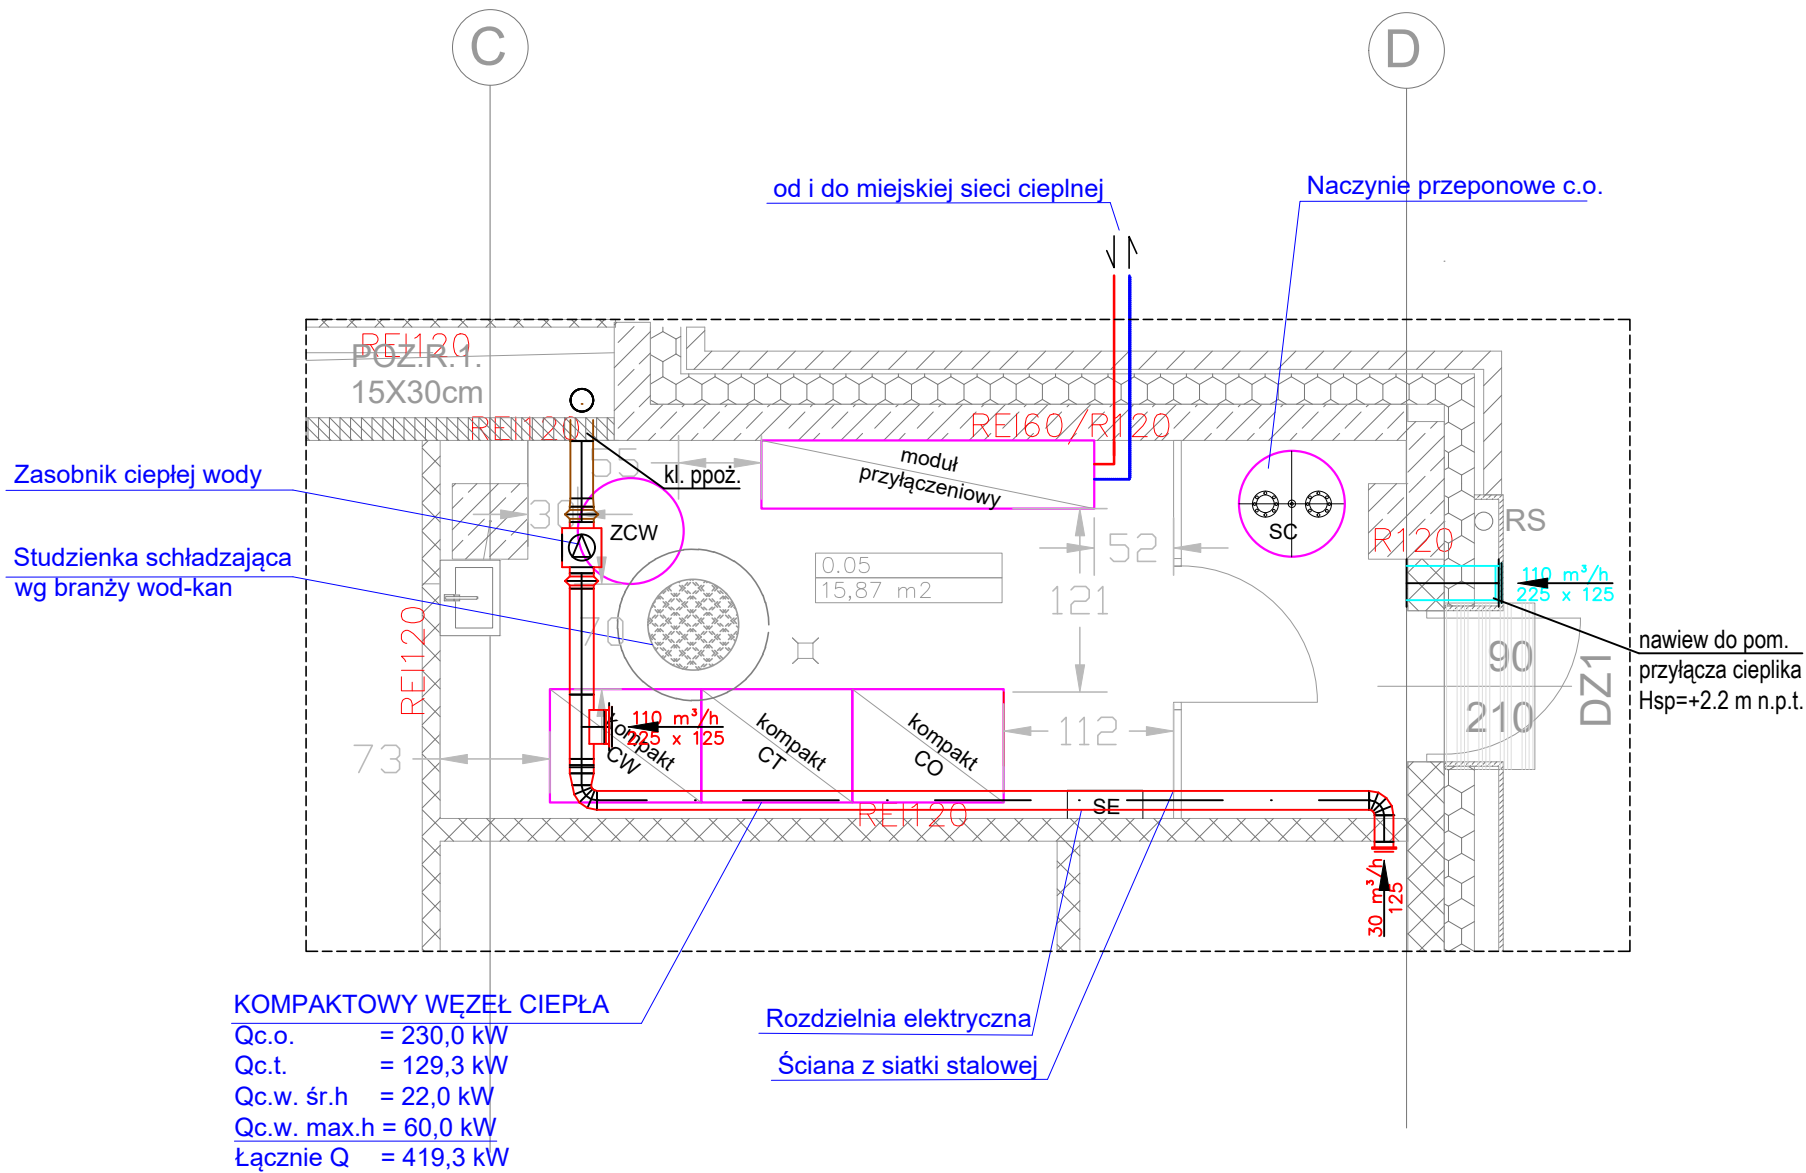 C
D
od i do miejskiej sieci cieplnej
Naczynie przeponowe c.o.
REI120
POZ.R.1.
15X30cm
REI120
REI60/R120
moduł
przyłączeniowy
55
kl. ppoż.
Zasobnik ciepłej wody
30
ZCW
SC
RS
R120
52
0.05
15,87 m2
Studzienka schładzająca
wg branży wod-kan
110 m³/h
225 x 125
121
70
REI120
nawiew do pom.
przyłącza cieplika
Hsp=+2.2 m n.p.t.
90
210
DZ1
110 m³/h
225 x 125
kompakt
CW
kompakt
CT
kompakt
CO
112
73
REI120
SE
30 m³/h
125
KOMPAKTOWY WĘZEŁ CIEPŁA
Qc.o. = 230,0 kW
Qc.t. = 129,3 kW
Qc.w. śr.h = 22,0 kW
Qc.w. max.h = 60,0 kW
Łącznie Q = 419,3 kW
Rozdzielnia elektryczna
Ściana z siatki stalowej